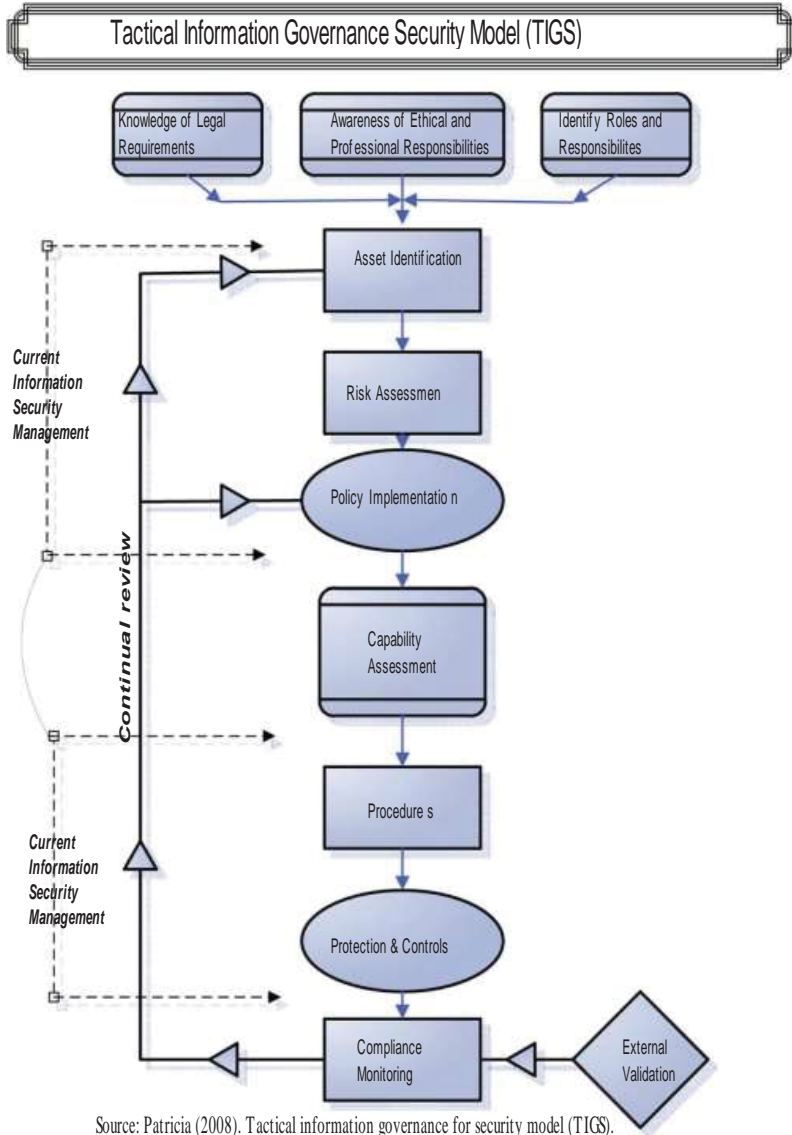 Tactical Information Governance Security Model (TIGS)
Knowledge of Legal
Requirements
Awareness of Ethical and
Professional Responsibilities
Identify Roles and
Responsibilites
Asset Identification
Current
Information
Security
Management
Risk Assessmen
Policy Implementatio n
Continual review
Capability
Assessment
Procedure s
Current
Information
Security
Management
Protection & Controls
Compliance
Monitoring
External
Validation
Source: Patricia (2008). Tactical information governance for security model (TIGS).